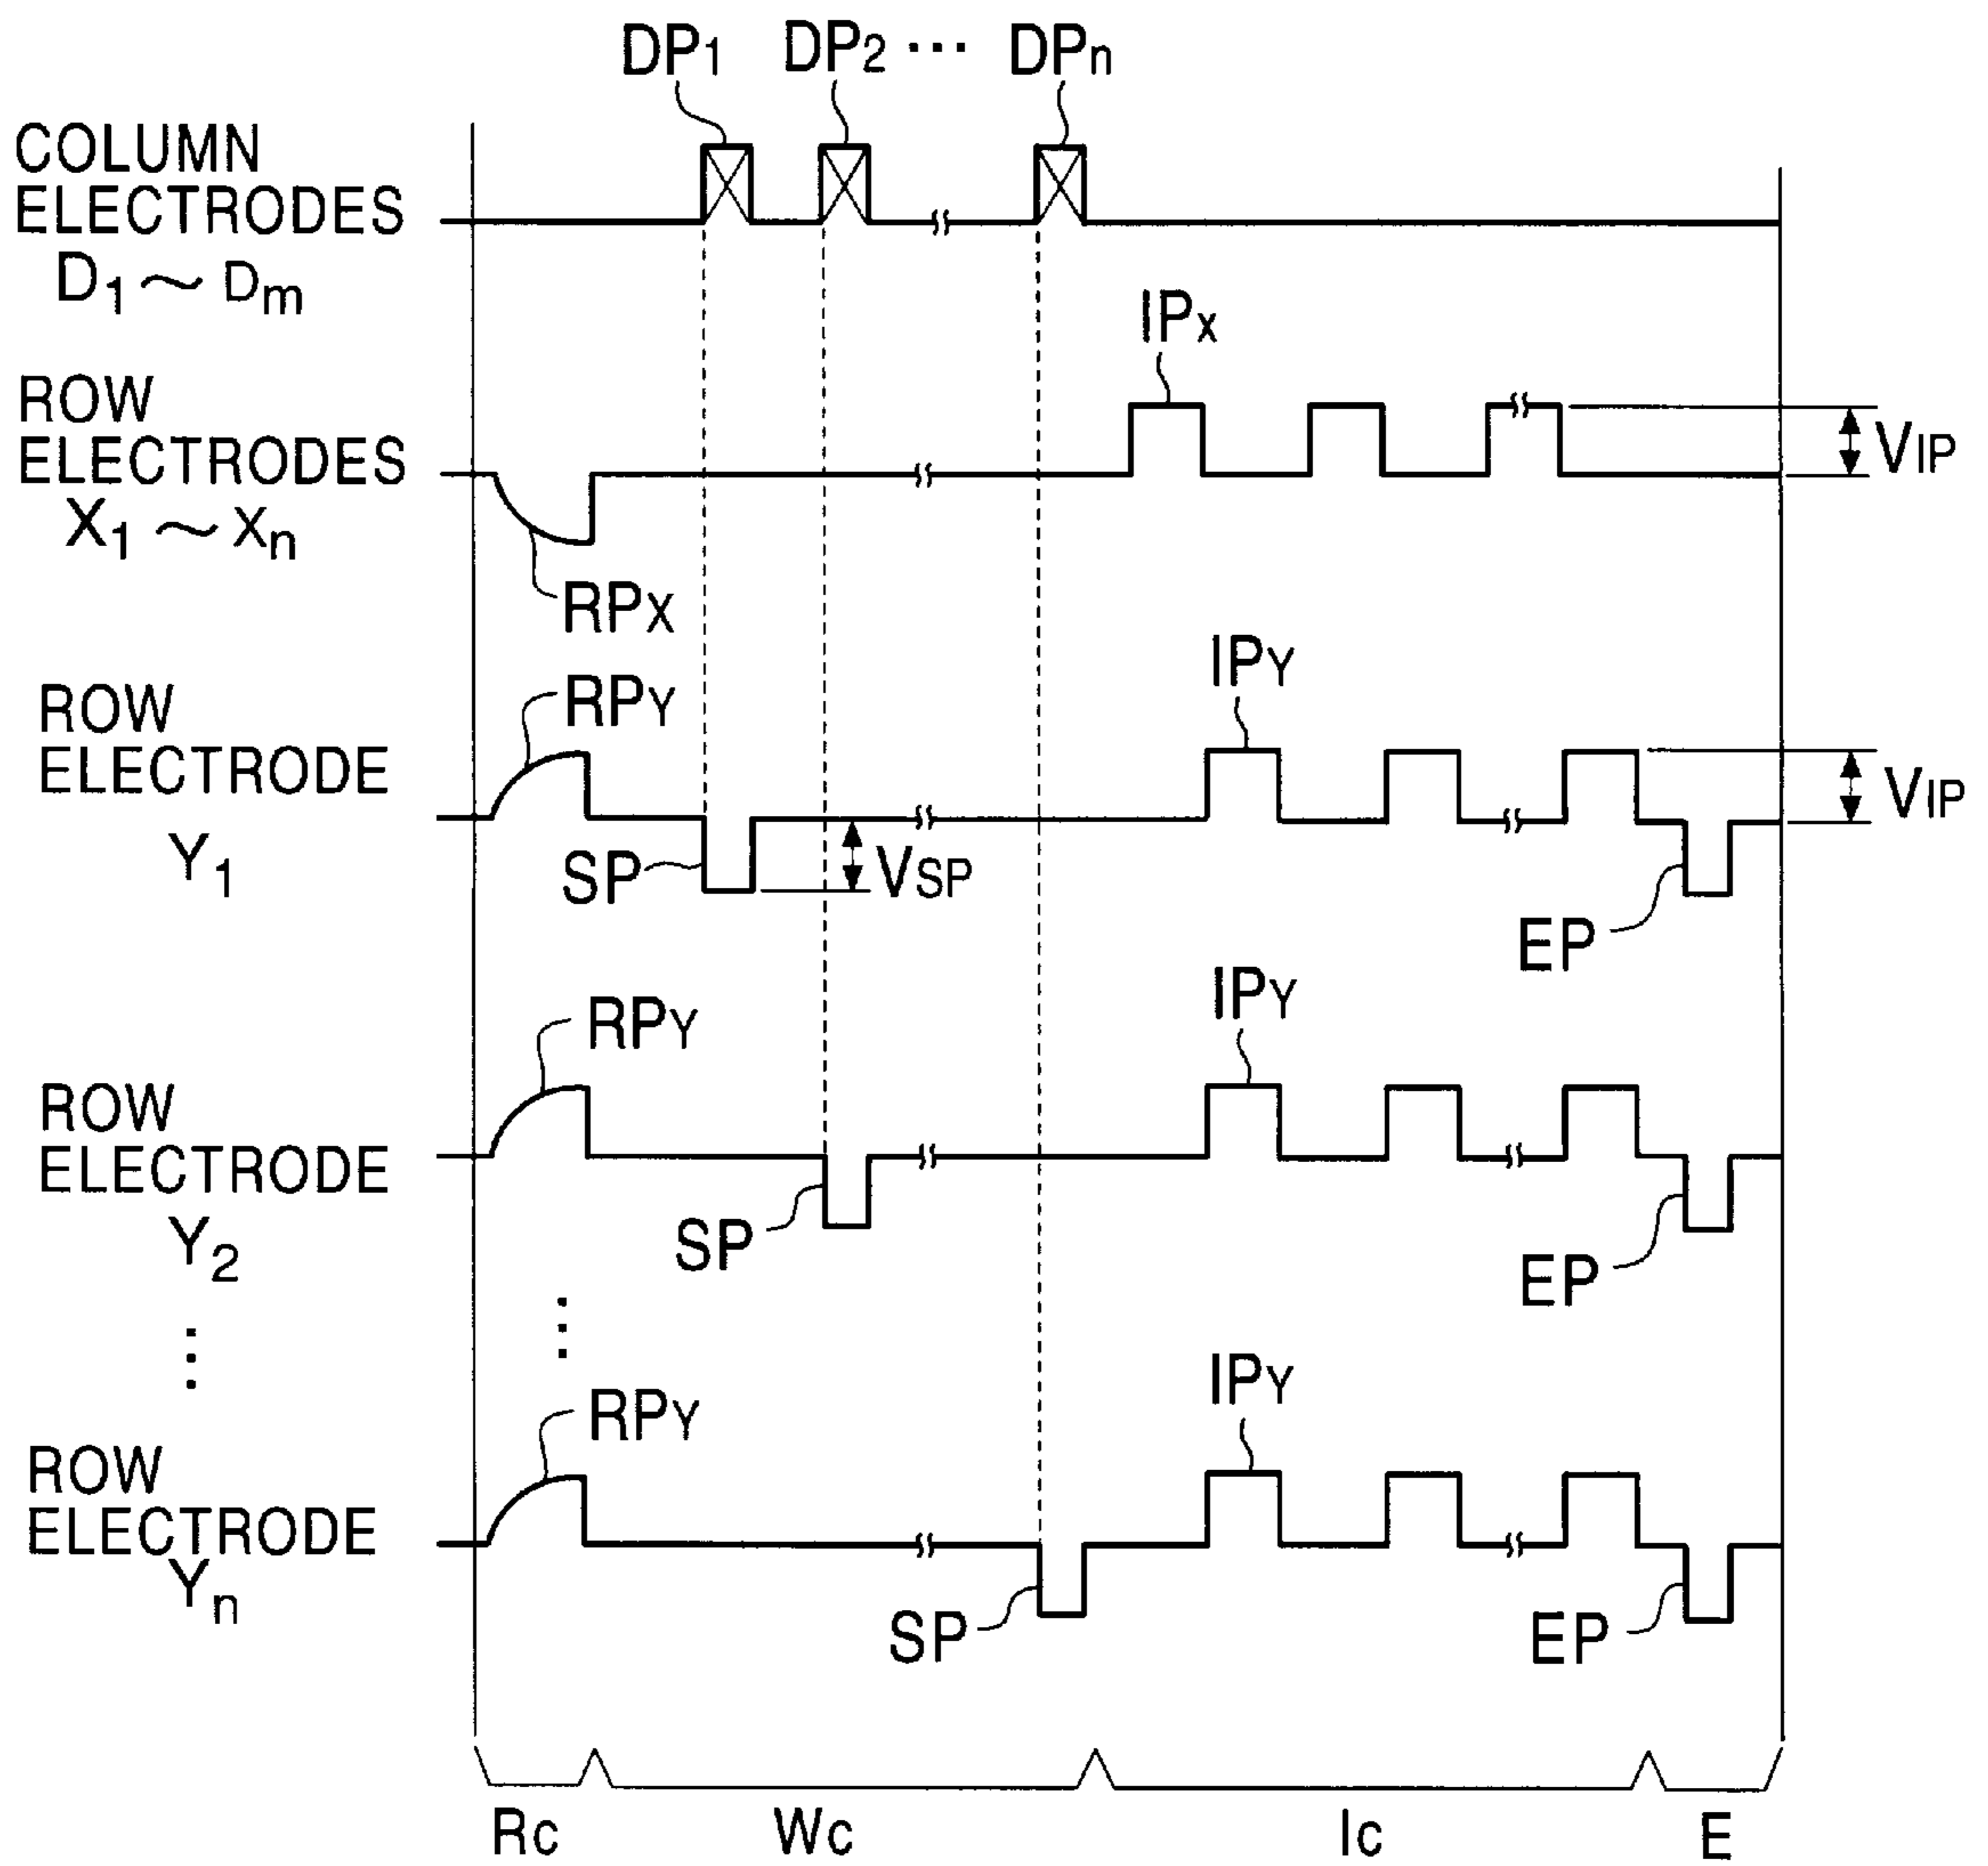 DP1 DP2 ... DPn
COLUMN
ELECTRODES
D1 ~ Dm
IPX
ROW
ELECTRODES
X1 ~ Xn
VIP
RPX
IPY
RPY
ROW
ELECTRODE
Y1
VIP
SP
VSP
EP
IPY
RPY
ROW
ELECTRODE
Y2
SP
EP
IPY
RPY
ROW
ELECTRODE
Yn
SP
EP
RC WC IC E